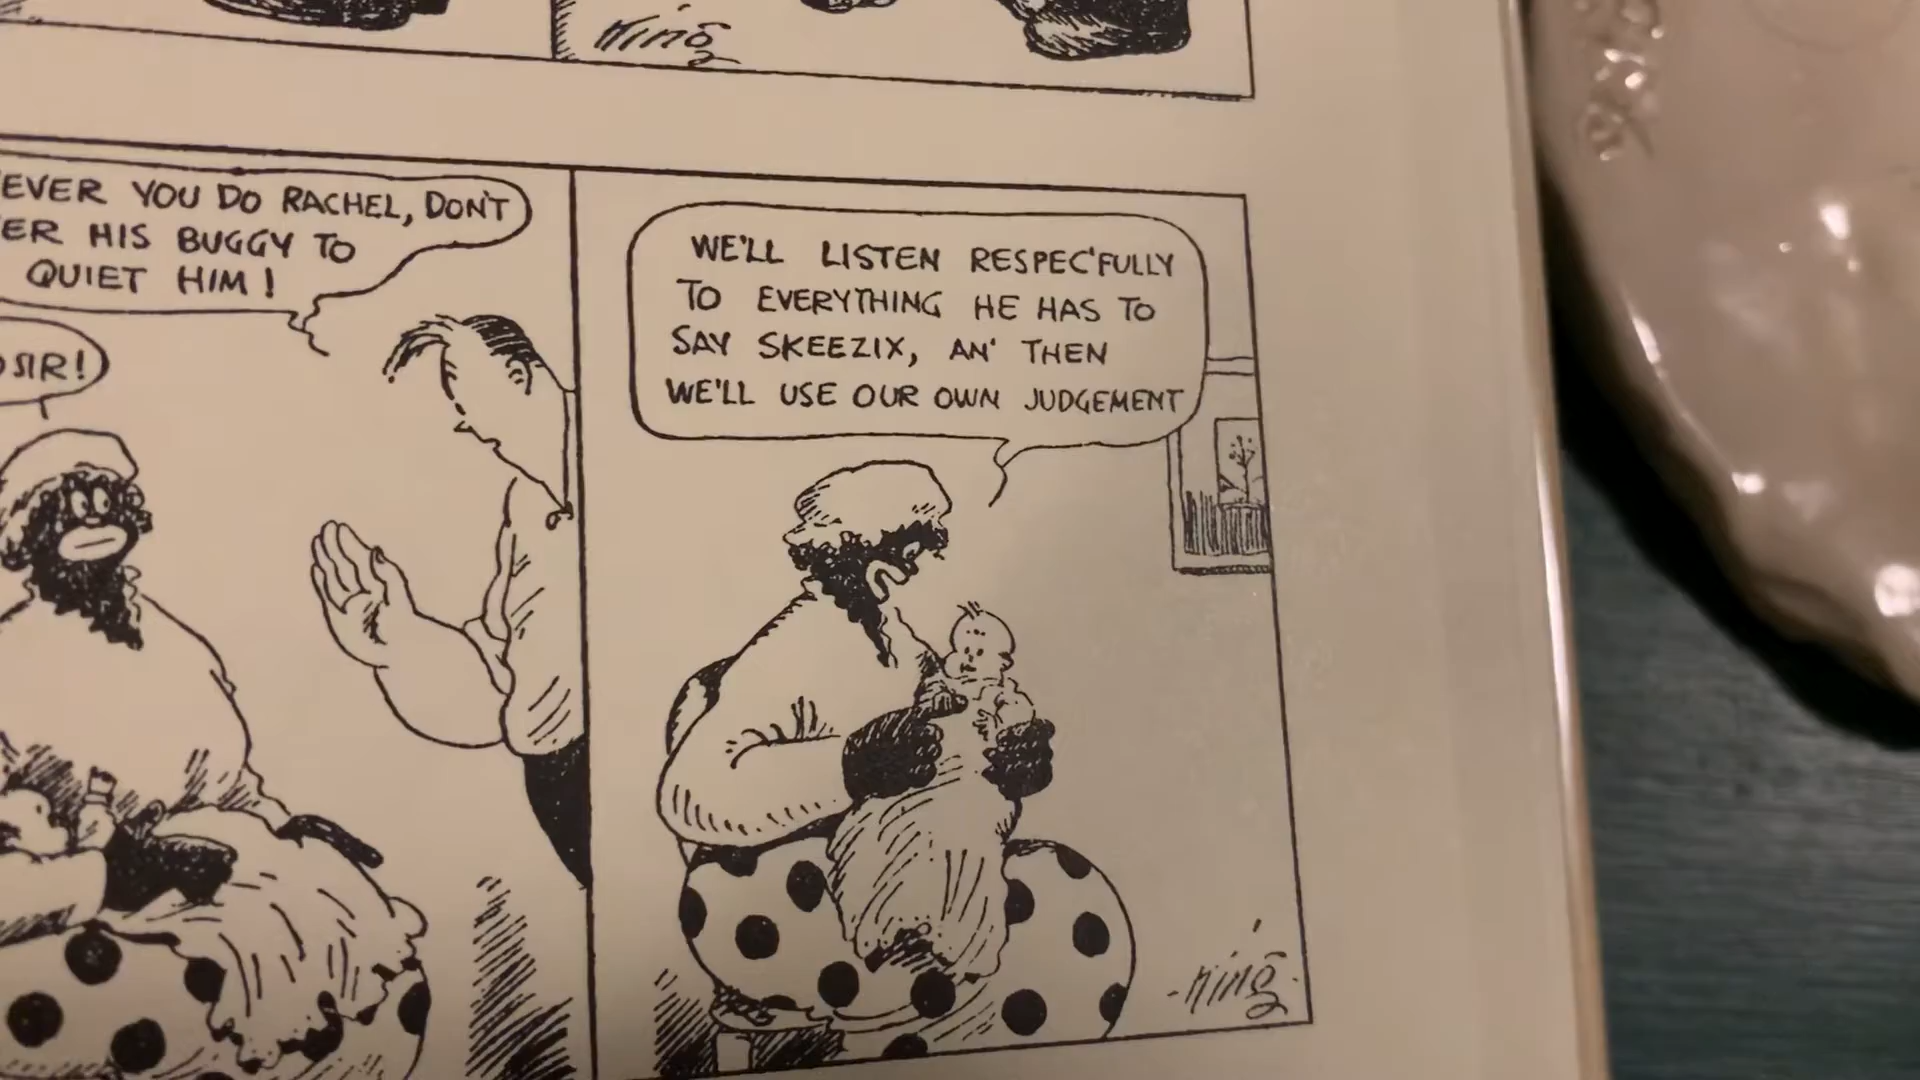 King
EVER YOU DO RACHEL, DON'T
ER HIS BUGGY TO
QUIET HIM!
SIR!
WE'LL LISTEN RESPEC'FULLY
TO EVERYTHING HE HAS TO
SAY SKEEZIX, AN' THEN
WE'LL USE OUR OWN JUDGEMENT
-King-